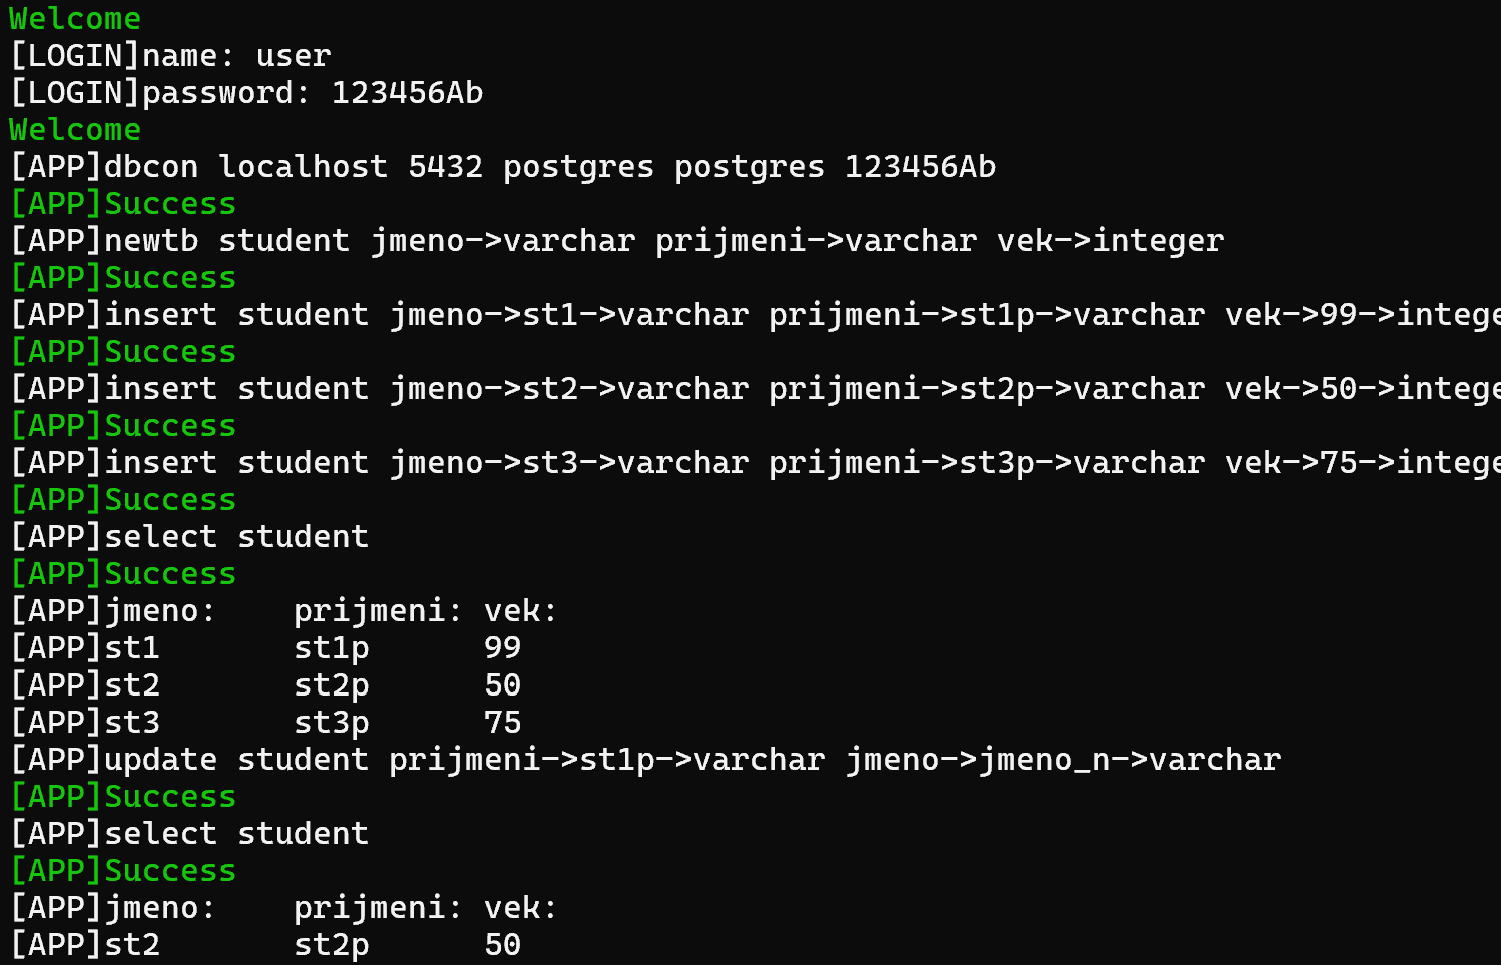 Welcome
[LOGIN]name: user
[LOGIN]password: 123456Ab
Welcome
[APP]dbcon localhost 5432 postgres postgres 123456Ab
[APP]Success
[APP]newtb student jmeno->varchar prijmeni->varchar vek->integer
[APP]Success
[APP]insert student jmeno->st1->varchar prijmeni->st1p->varchar vek->99->intege
[APP]Success
[APP]insert student jmeno->st2->varchar prijmeni->st2p->varchar vek->50->intege
[APP]Success
[APP]insert student jmeno->st3->varchar prijmeni->st3p->varchar vek->75->intege
[APP]Success
[APP]select student
[APP]Success
[APP]jmeno:    prijmeni: vek:
[APP]st1       st1p      99
[APP]st2       st2p      50
[APP]st3       st3p      75
[APP]update student prijmeni->st1p->varchar jmeno->jmeno_n->varchar
[APP]Success
[APP]select student
[APP]Success
[APP]jmeno:    prijmeni: vek:
[APP]st2       st2p      50